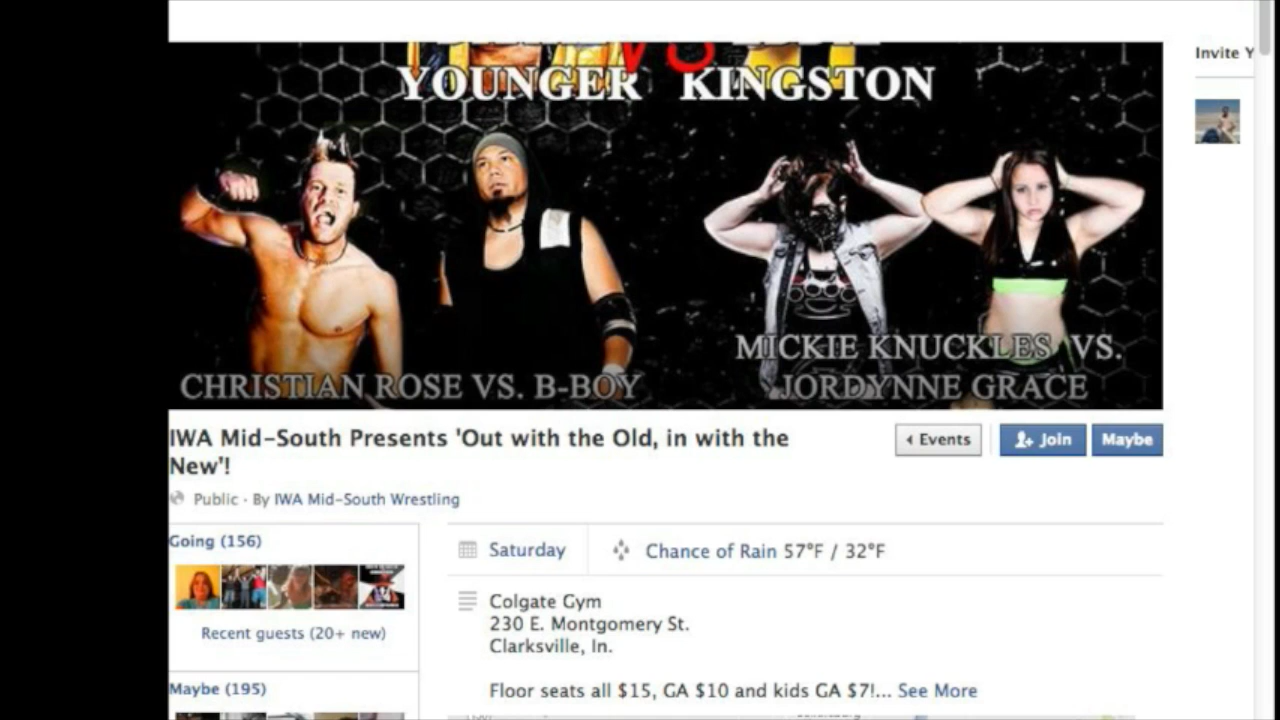 VS
YOUNGER KINGSTON
Invite Y
CHRISTIAN ROSE VS. B-BOY
MICKIE KNUCKLES VS.
JORDYNNE GRACE
IWA Mid-South Presents 'Out with the Old, in with the
New'!
Events
Join
Maybe
Public · By IWA Mid-South Wrestling
Going (156)
Recent guests (20+ new)
Maybe (195)
Saturday
Chance of Rain 57°F / 32°F
Colgate Gym
230 E. Montgomery St.
Clarksville, In.
Floor seats all $15, GA $10 and kids GA $7!... See More